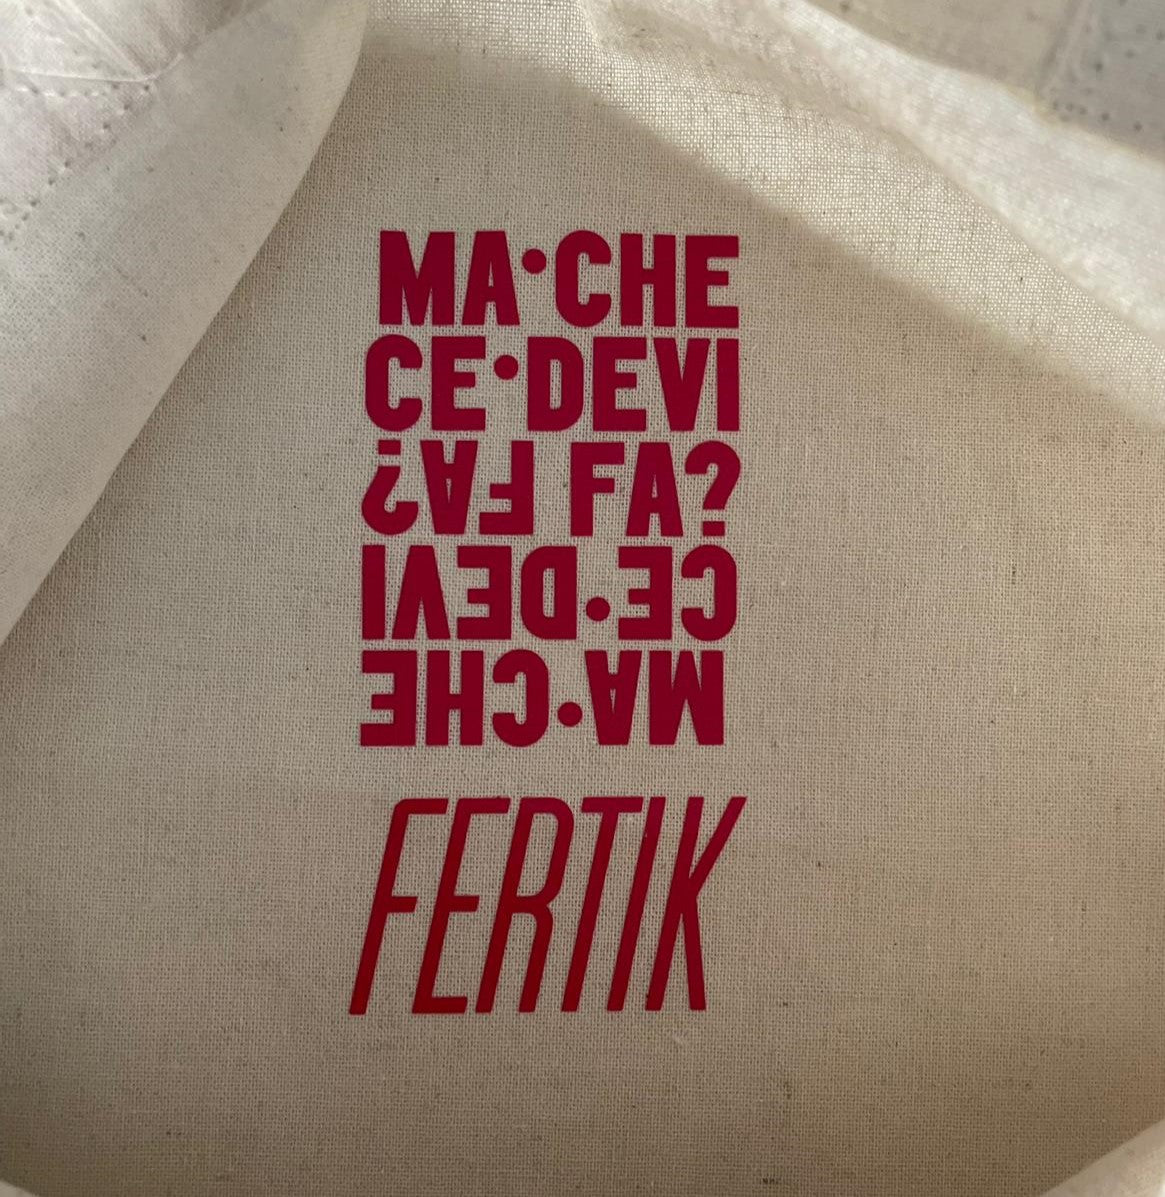 MA·CHE
CE·DEVI
FA? FA?
CE·DEVI
MA·CHE
FERTIK